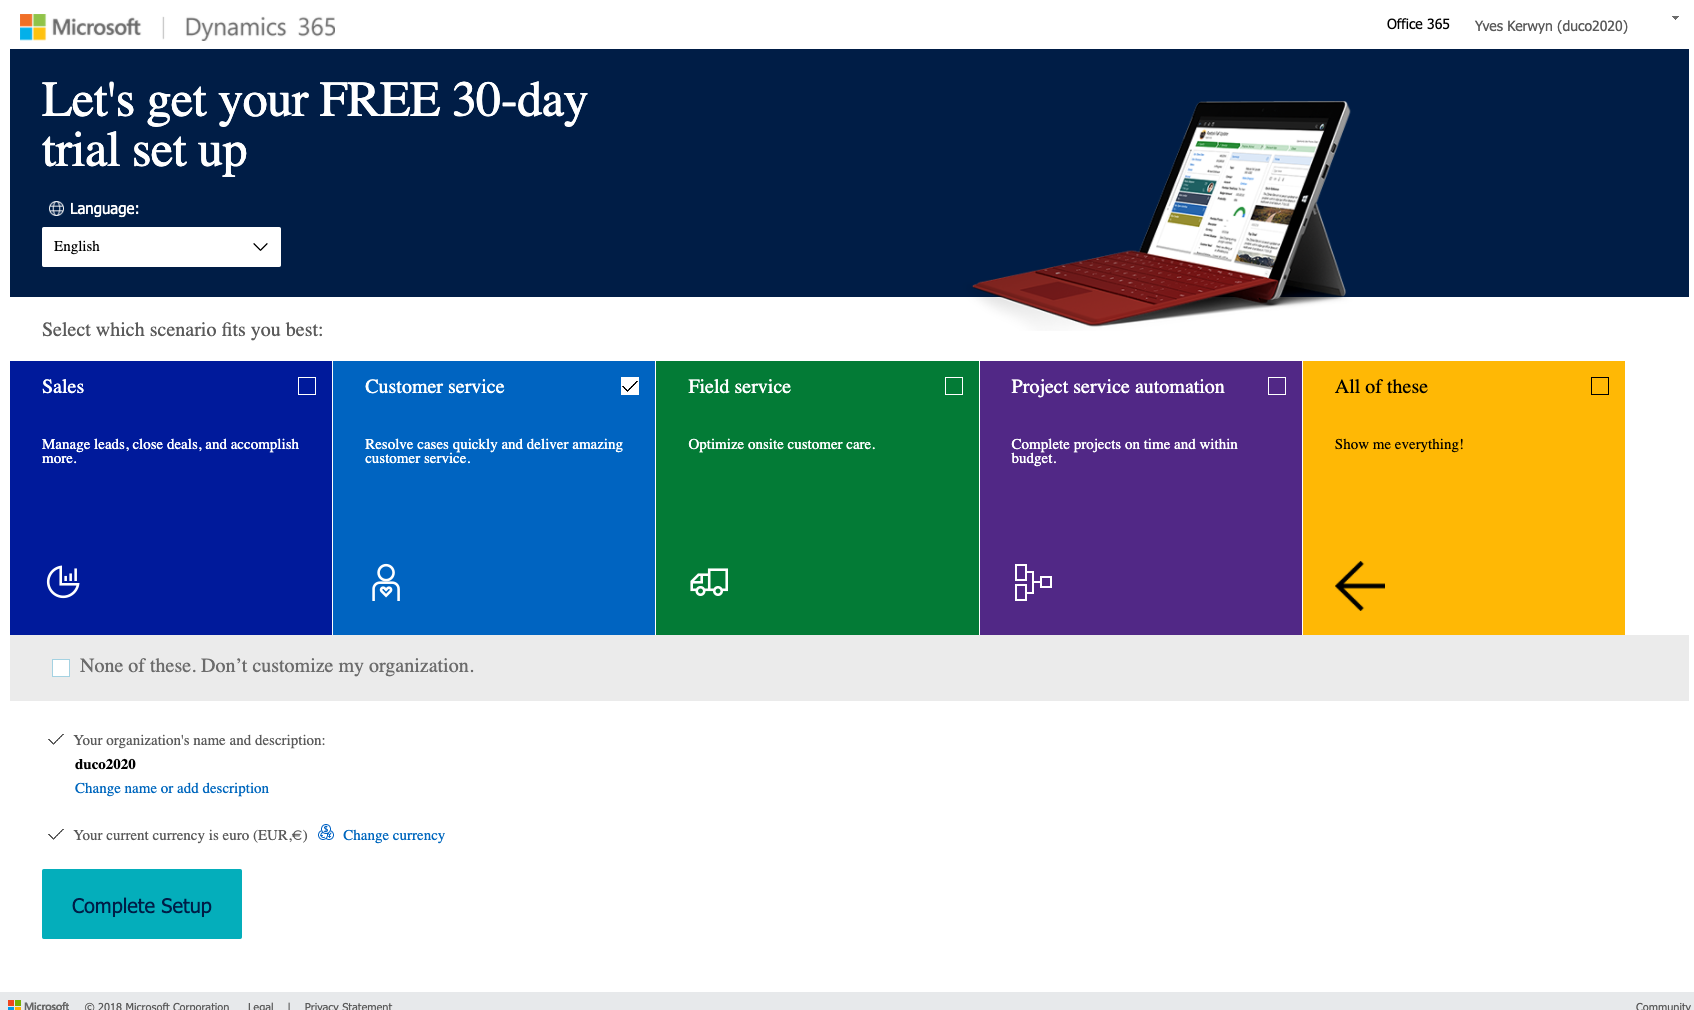 Microsoft | Dynamics 365
Office 365 Yves Kerwyn (duco2020)
Let's get your FREE 30-day
trial set up
Language:
English
Select which scenario fits you best:
Sales
Manage leads, close deals, and accomplish
more.
Customer service
Resolve cases quickly and deliver amazing
customer service.
Field service
Optimize onsite customer care.
Project service automation
Complete projects on time and within
budget.
All of these
Show me everything!
None of these. Don’t customize my organization.
Your organization's name and description:
duco2020
Change name or add description
Your current currency is euro (EUR,€) Change currency
Complete Setup
Microsoft © 2018 Microsoft Corporation Legal | Privacy Statement
Community